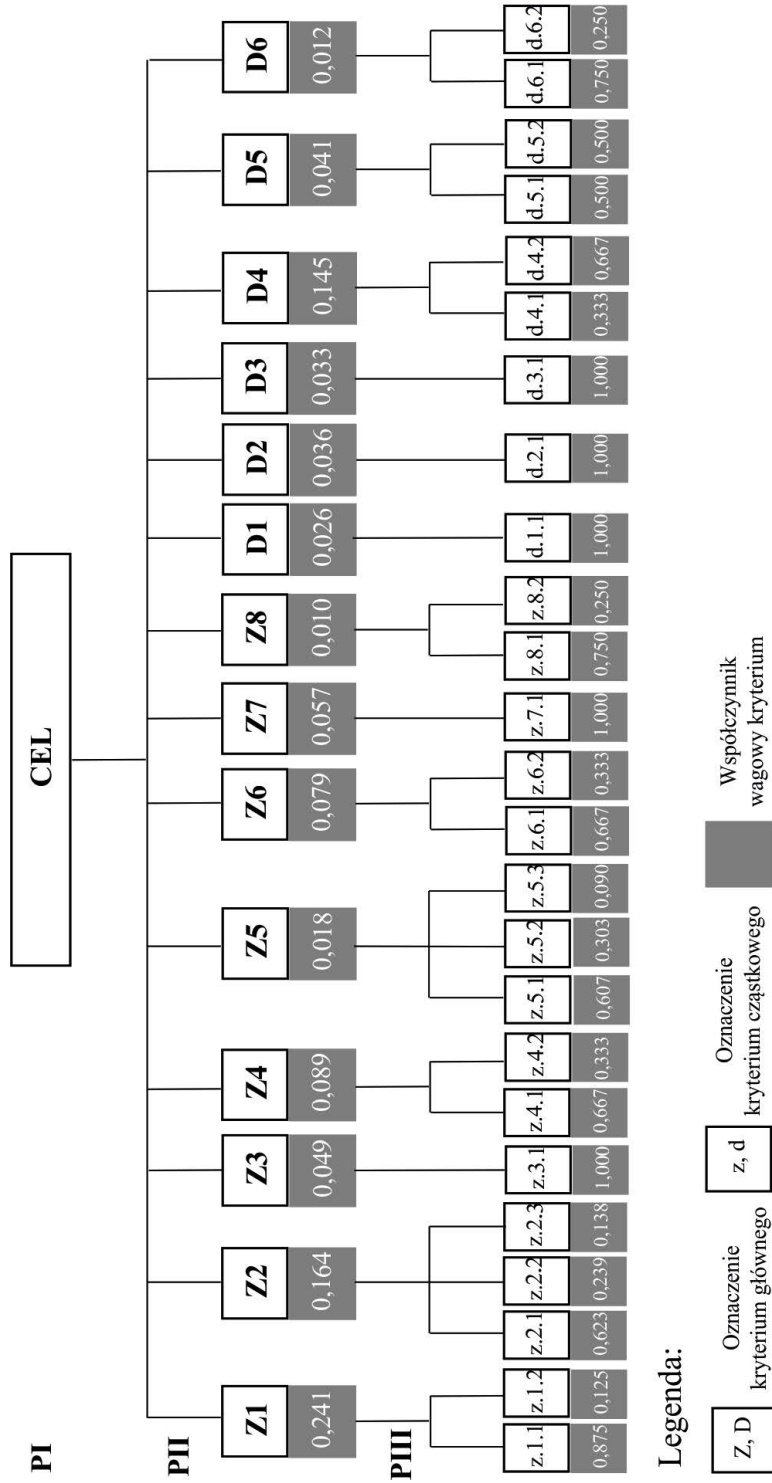 PI
CEL
PII
Z1 Z2 Z3 Z4 Z5 Z6 Z7 Z8 D1 D2 D3 D4 D5 D6
0,241 0,164 0,049 0,089 0,018 0,079 0,057 0,010 0,026 0,036 0,033 0,145 0,041 0,012
PIII
z.1.1 z.1.2 z.2.1 z.2.2 z.2.3 z.3.1 z.4.1 z.4.2 z.5.1 z.5.2 z.5.3 z.6.1 z.6.2 z.7.1 z.8.1 z.8.2 d.1.1 d.2.1 d.3.1 d.4.1 d.4.2 d.5.1 d.5.2 d.6.1 d.6.2
0,875 0,125 0,623 0,239 0,138 1,000 0,667 0,333 0,607 0,303 0,090 0,667 0,333 1,000 0,750 0,250 1,000 1,000 1,000 0,333 0,667 0,500 0,500 0,750 0,250
Legenda:
Z, D
Oznaczenie
kryterium głównego
z, d
Oznaczenie
kryterium cząstkowego
Współczynnik
wagowy kryterium